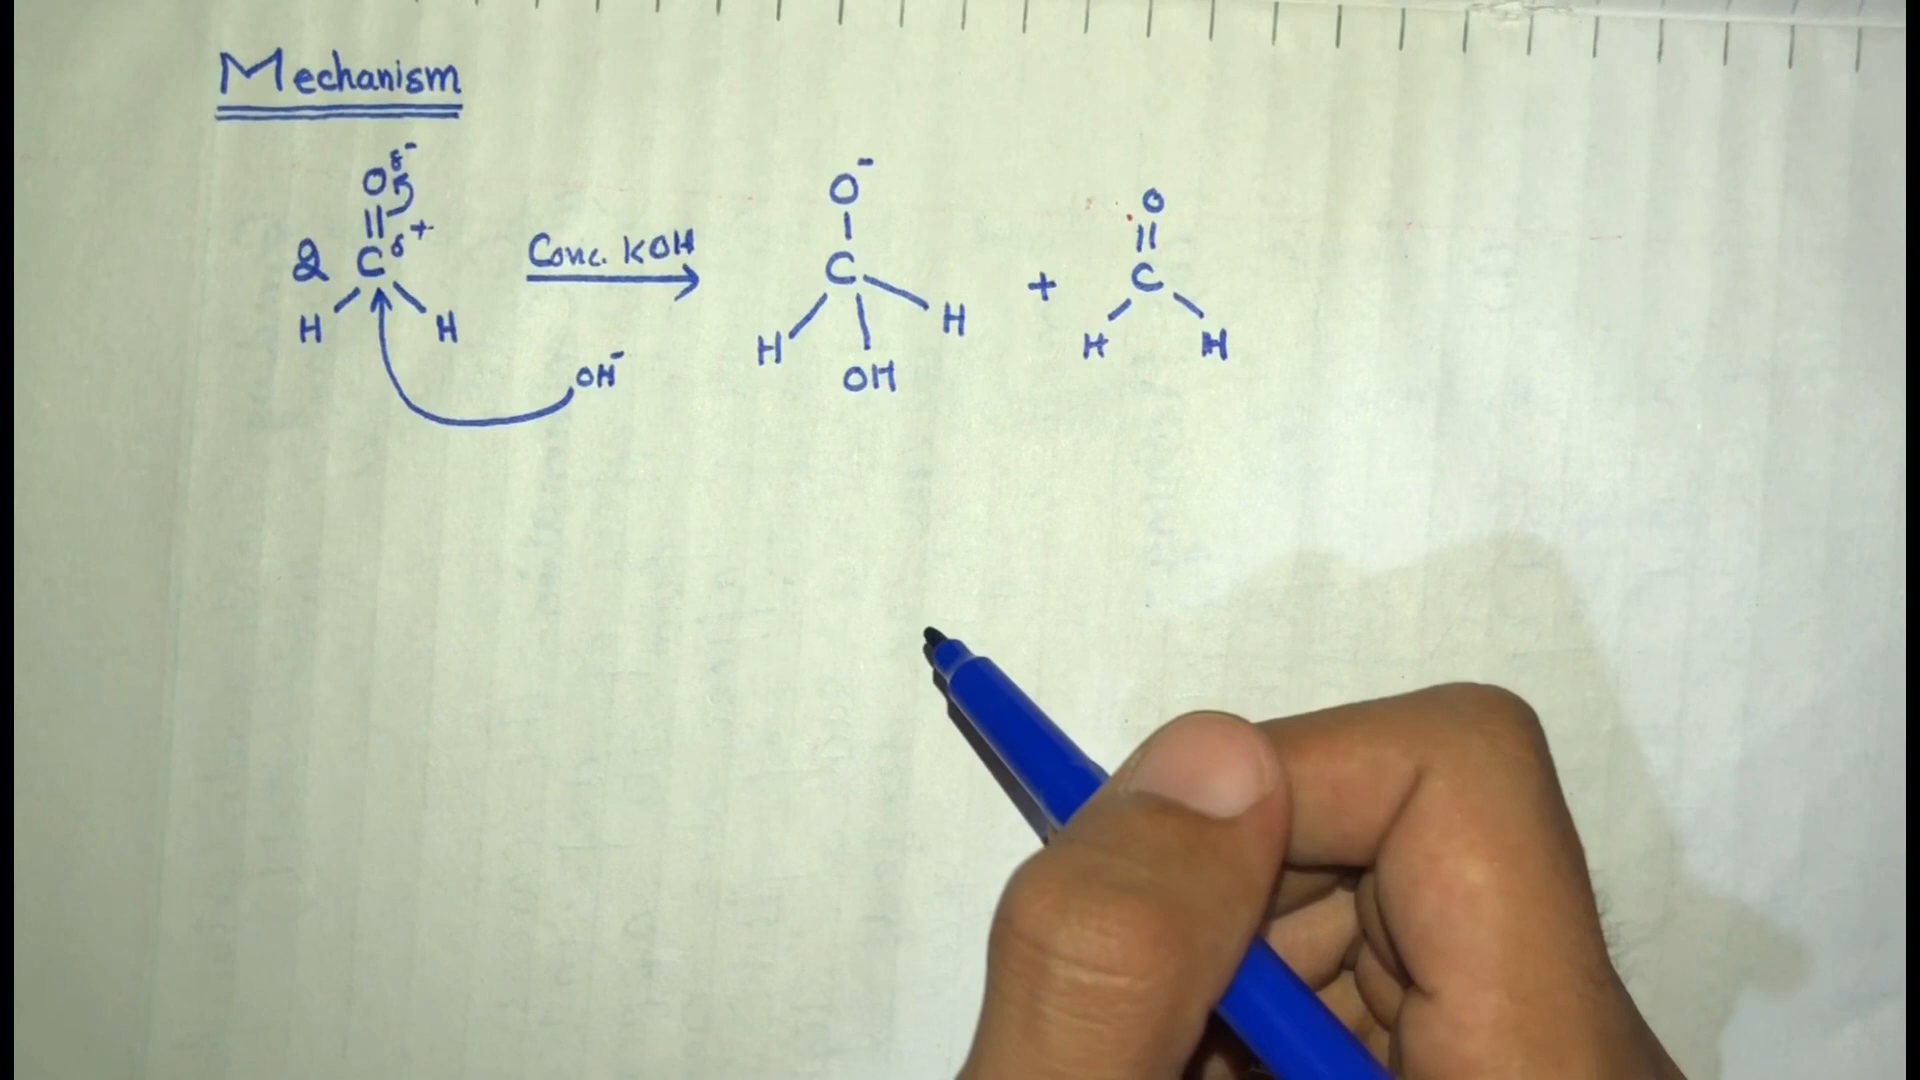 Mechanism
O δ- O- O
2 C δ+ Conc. KOH C + C
H H OH- H OH H H H